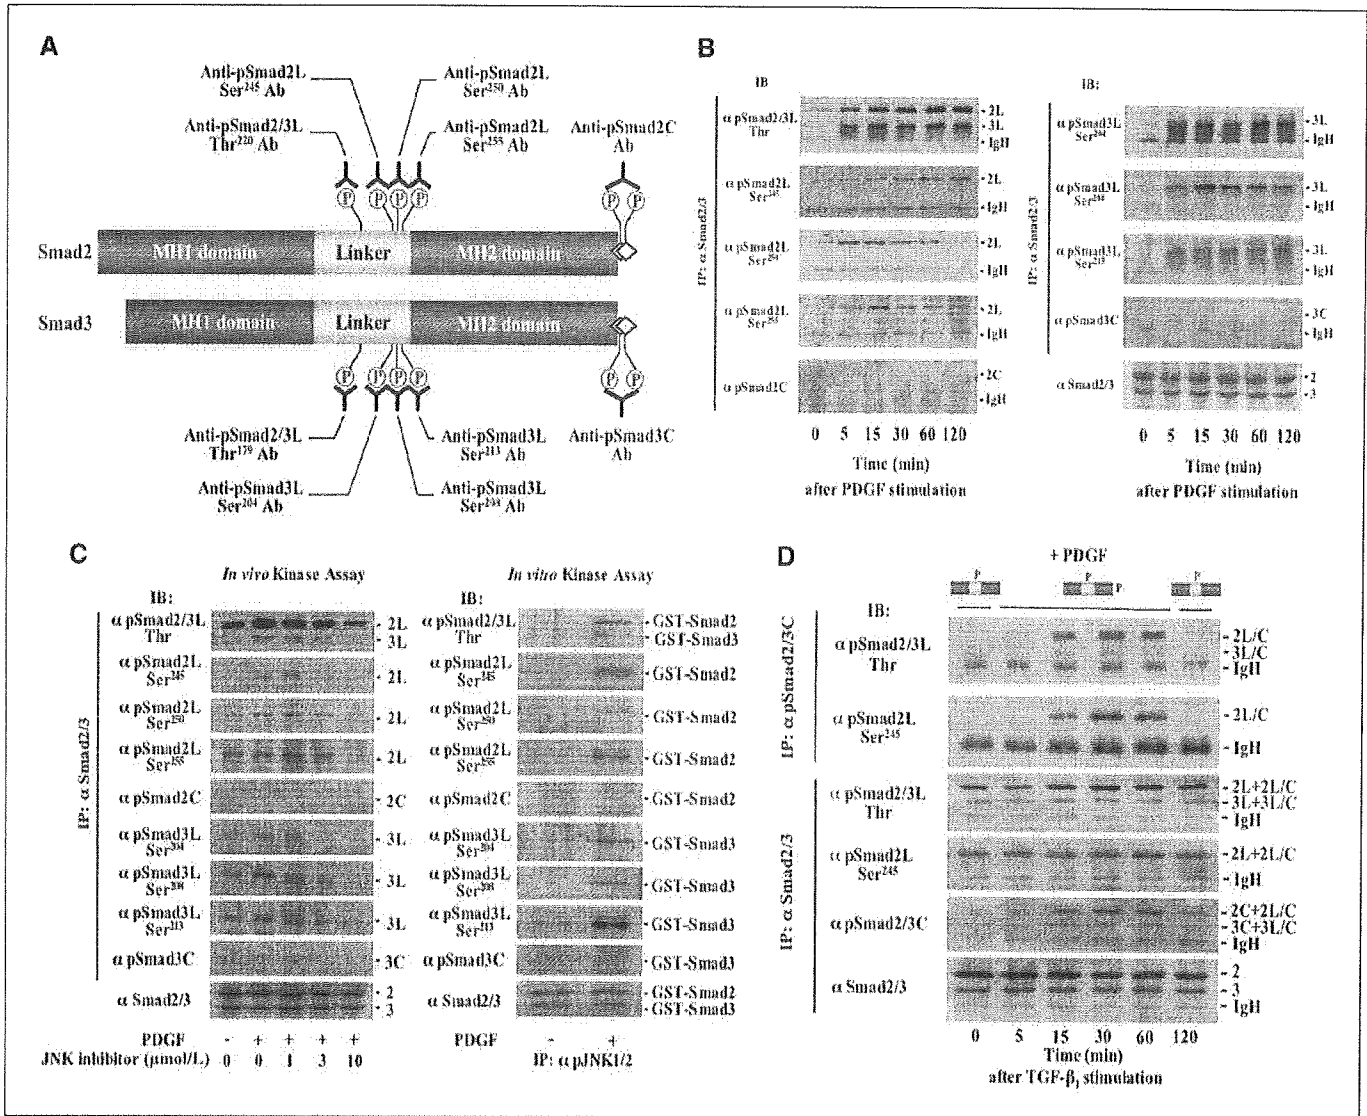 A
Anti-pSmad2L Ser²⁴⁵ Ab
Anti-pSmad2L Ser²⁵⁰ Ab
Anti-pSmad2/3L Thr²²⁰ Ab
Anti-pSmad2L Ser²⁵⁵ Ab
Anti-pSmad2C Ab
P P P P P P
Smad2
MH1 domain Linker MH2 domain
Smad3
MH1 domain Linker MH2 domain
P P P P P P
Anti-pSmad2/3L Thr¹⁷⁹ Ab
Anti-pSmad3L Ser²¹³ Ab
Anti-pSmad3C Ab
Anti-pSmad3L Ser²⁰⁴ Ab
Anti-pSmad3L Ser²⁰⁸ Ab
B
IB
IP: α Smad2/3
α pSmad2/3L Thr
2L
3L
IgH
α pSmad2L Ser²⁴⁵
2L
IgH
α pSmad2L
2L
IgH
α pSmad2L Ser²⁵⁵
2L
IgH
α pSmad2C
2C
IgH
0 5 15 30 60 120
Time (min)
after PDGF stimulation
IB:
IP: α Smad2/3
α pSmad3L
3L
IgH
α pSmad3L
3L
IgH
α pSmad3L Ser²¹³
3L
IgH
α pSmad3C
3C
IgH
α Smad2/3
2
3
0 5 15 30 60 120
Time (min)
after PDGF stimulation
C
In vivo Kinase Assay
IB:
IP: α Smad2/3
α pSmad2/3L Thr
2L
3L
α pSmad2L Ser²⁴⁵
2L
α pSmad2L Ser²⁵⁰
2L
α pSmad2L Ser²⁵⁵
2L
α pSmad2C
2C
α pSmad3L Ser²⁰⁴
3L
α pSmad3L Ser²⁰⁸
3L
α pSmad3L Ser²¹³
3L
α pSmad3C
3C
α Smad2/3
2
3
PDGF - + + + +
JNK inhibitor (μmol/L) 0 0 1 3 10
In vitro Kinase Assay
IB:
α pSmad2/3L Thr
GST-Smad2
GST-Smad3
α pSmad2L Ser²⁴⁵
GST-Smad2
α pSmad2L Ser²⁵⁰
GST-Smad2
α pSmad2L Ser²⁵⁵
GST-Smad2
α pSmad2C
GST-Smad2
α pSmad3L Ser²⁰⁴
GST-Smad3
α pSmad3L Ser²⁰⁸
GST-Smad3
α pSmad3L Ser²¹³
GST-Smad3
α pSmad3C
GST-Smad3
α Smad2/3
GST-Smad2
GST-Smad3
PDGF - +
IP: α pJNK1/2
D
+ PDGF
P P P P
IB:
IP: α pSmad2/3C
α pSmad2/3L Thr
2L/C
3L/C
IgH
α pSmad2L Ser²⁴⁵
2L/C
IgH
IP: α Smad2/3
α pSmad2/3L Thr
2L+2L/C
3L+3L/C
IgH
α pSmad2L Ser²⁴⁵
2L+2L/C
IgH
α pSmad2/3C
2C+2L/C
3C+3L/C
IgH
α Smad2/3
2
3
IgH
0 5 15 30 60 120
Time (min)
after TGF-β₁ stimulation